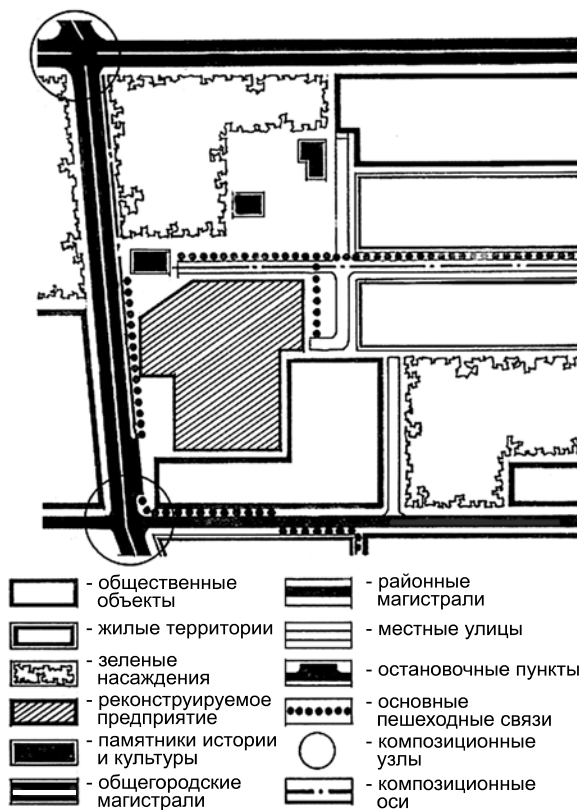 - общественные
объекты
- жилые территории
- зеленые
насаждения
- реконструируемое
предприятие
- памятники истории
и культуры
- общегородские
магистрали
- районные
магистрали
- местные улицы
- остановочные пункты
- основные
пешеходные связи
- композиционные
узлы
- композиционные
оси